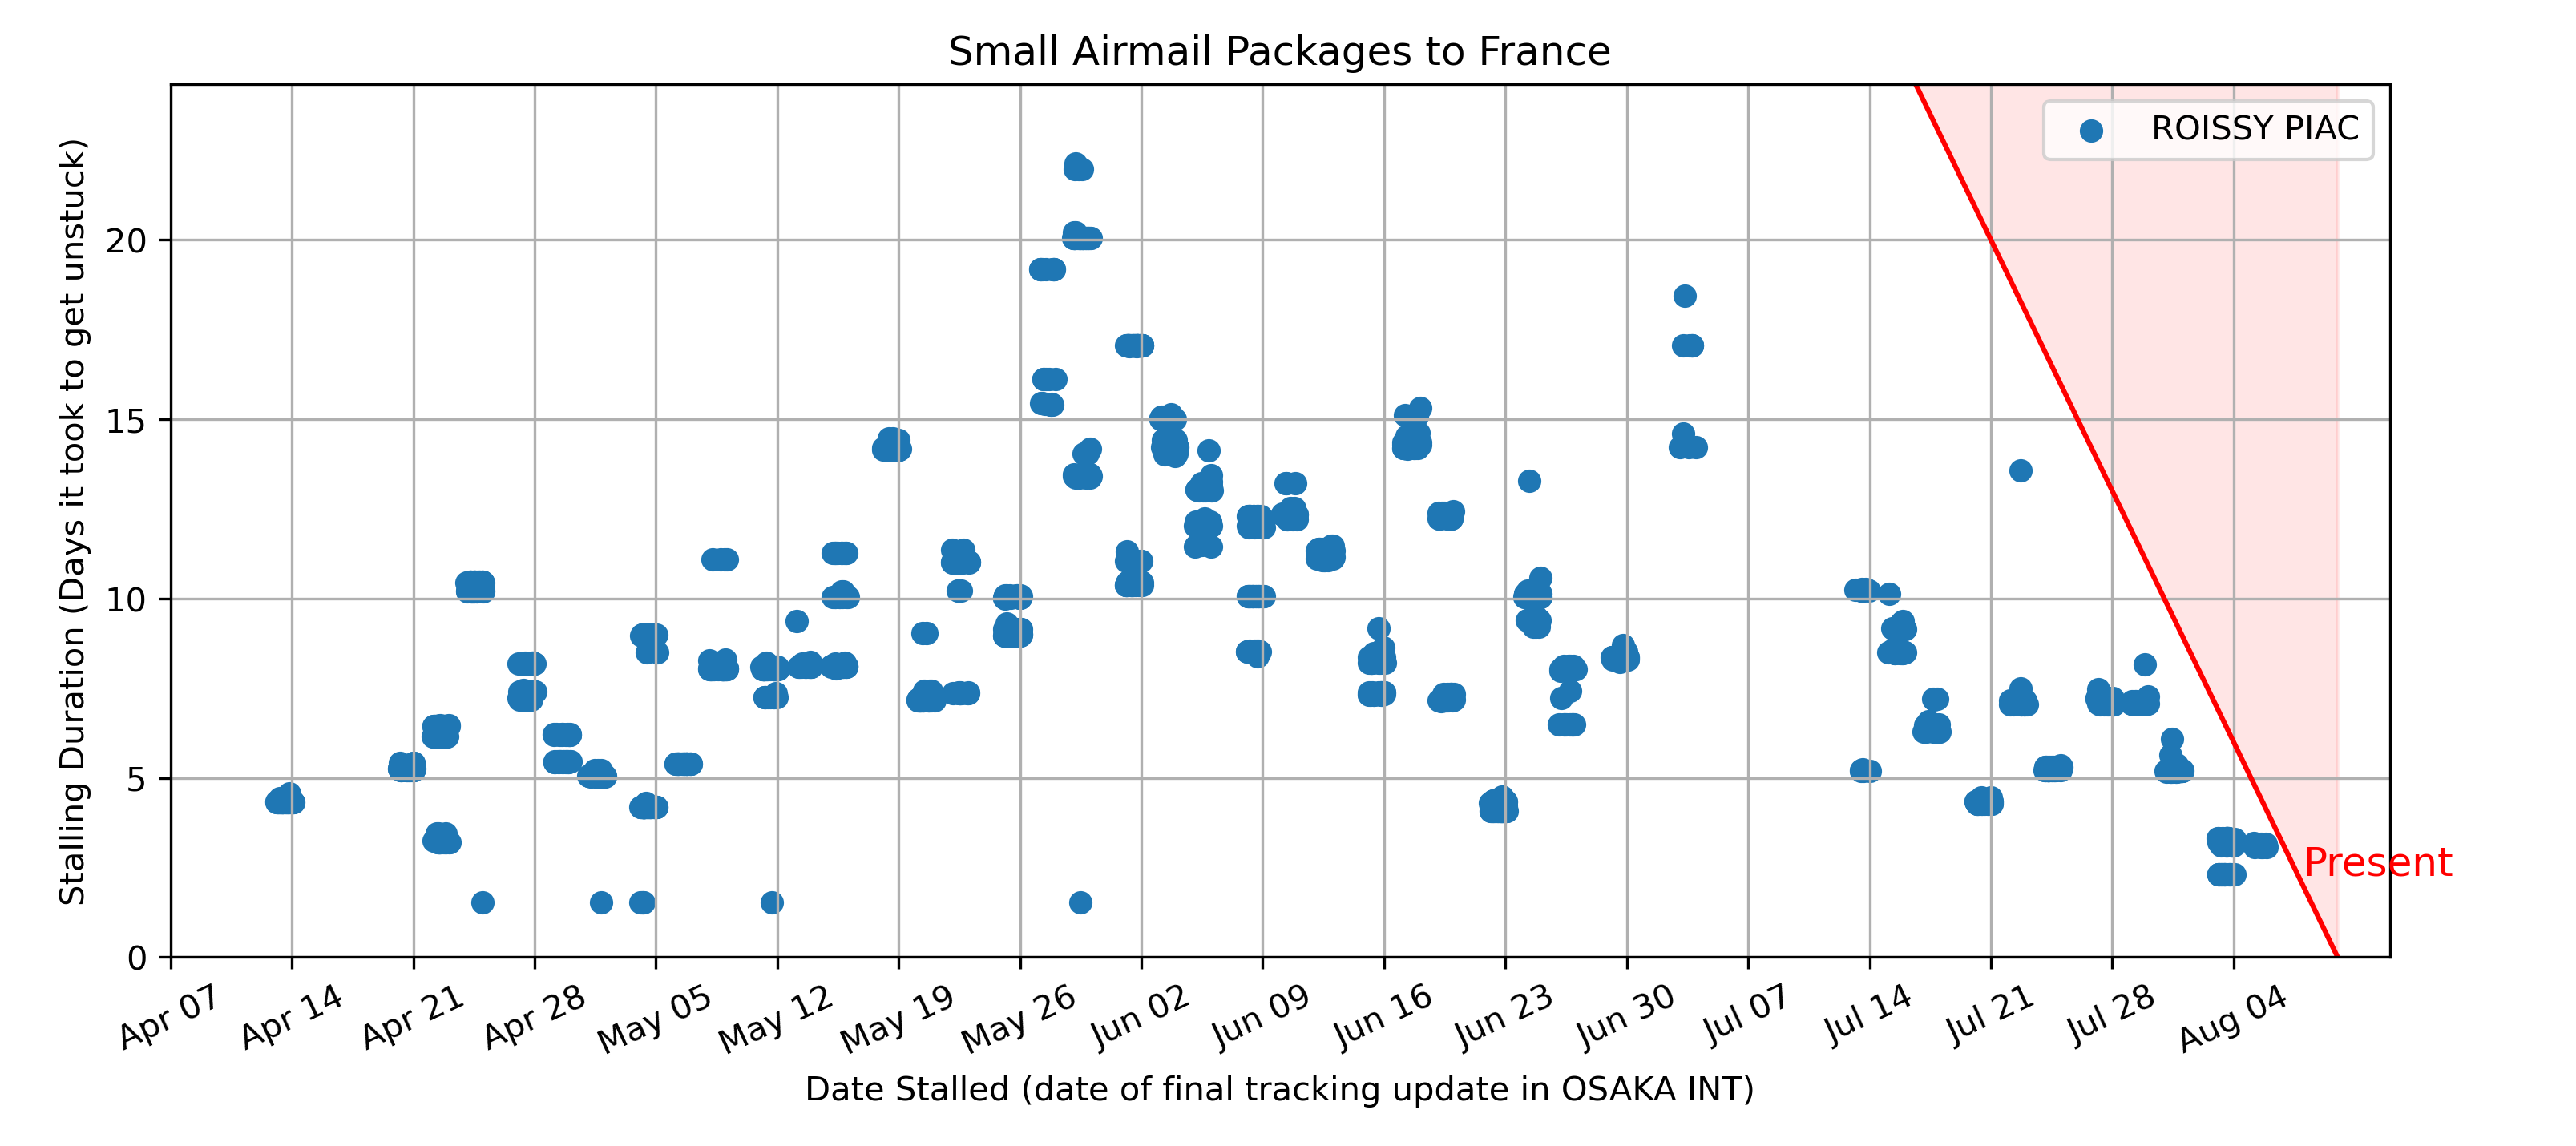 Small Airmail Packages to France
ROISSY PIAC
Stalling Duration (Days it took to get unstuck)
20
15
10
5
0
Present
Apr 07
Apr 14
Apr 21
Apr 28
May 05
May 12
May 19
May 26
Jun 02
Jun 09
Jun 16
Jun 23
Jun 30
Jul 07
Jul 14
Jul 21
Jul 28
Aug 04
Date Stalled (date of final tracking update in OSAKA INT)